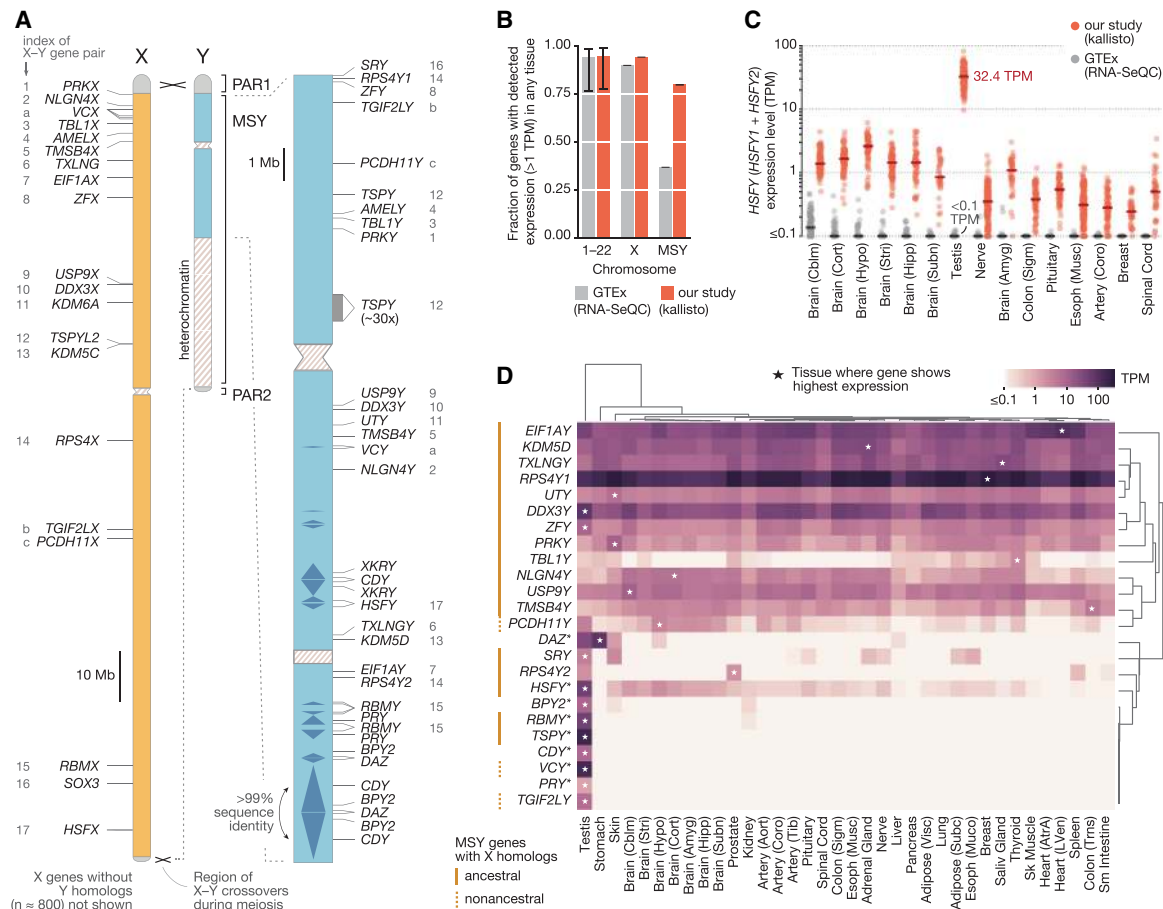 A
index of
X–Y gene pair
X
Y
1 PRKX
2 NLGN4X
a VCX
3 TBL1X
4 AMELX
5 TMSB4X
6 TXLNG
7 EIF1AX
8 ZFX
9 USP9X
10 DDX3X
11 KDM6A
12 TSPYL2
13 KDM5C
14 RPS4X
b TGIF2LX
c PCDH11X
15 RBMX
16 SOX3
17 HSFX
10 Mb
X genes without
Y homologs
(n ≈ 800) not shown
Region of
X–Y crossovers
during meiosis
PAR1
MSY
heterochromatin
PAR2
1 Mb
>99%
sequence
identity
SRY 16
RPS4Y1 14
ZFY 8
TGIF2LY b
PCDH11Y c
TSPY 12
AMELY 4
TBL1Y 3
PRKY 1
TSPY 12
(~30x)
USP9Y 9
DDX3Y 10
UTY 11
TMSB4Y 5
VCY a
NLGN4Y 2
XKRY
CDY
XKRY
HSFY 17
TXLNGY 6
KDM5D 13
EIF1AY 7
RPS4Y2 14
RBMY 15
PRY
RBMY 15
PRY
BPY2
DAZ
CDY
BPY2
DAZ
BPY2
CDY
B
Fraction of genes with detected
expression (>1 TPM) in any tissue
1.00
0.75
0.50
0.25
0
1–22
X
MSY
Chromosome
GTEx
(RNA-SeQC)
our study
(kallisto)
C
our study
(kallisto)
GTEx
(RNA-SeQC)
HSFY (HSFY1 + HSFY2)
expression level (TPM)
100
10
1
≤0.1
32.4 TPM
<0.1
TPM
Brain (Cblm)
Brain (Cort)
Brain (Hypo)
Brain (Stri)
Brain (Hipp)
Brain (Subn)
Testis
Nerve
Brain (Amyg)
Colon (Sigm)
Pituitary
Esoph (Musc)
Artery (Coro)
Breast
Spinal Cord
D
★ Tissue where gene shows
highest expression
TPM
≤0.1 1 10 100
EIF1AY
KDM5D
TXLNGY
RPS4Y1
UTY
DDX3Y
ZFY
PRKY
TBL1Y
NLGN4Y
USP9Y
TMSB4Y
PCDH11Y
DAZ*
SRY
RPS4Y2
HSFY*
BPY2*
RBMY*
TSPY*
CDY*
VCY*
PRY*
TGIF2LY
MSY genes
with X homologs
ancestral
nonancestral
Testis
Stomach
Skin
Brain (Cblm)
Brain (Stri)
Brain (Hypo)
Brain (Cort)
Brain (Amyg)
Brain (Hipp)
Brain (Subn)
Prostate
Kidney
Artery (Aort)
Artery (Coro)
Artery (Tib)
Pituitary
Spinal Cord
Colon (Sigm)
Esoph (Musc)
Adrenal Gland
Nerve
Liver
Pancreas
Adipose (Visc)
Lung
Adipose (Subc)
Esoph (Muco)
Breast
Saliv Gland
Thyroid
Sk Muscle
Heart (AtrA)
Heart (LVen)
Spleen
Colon (Trns)
Sm Intestine